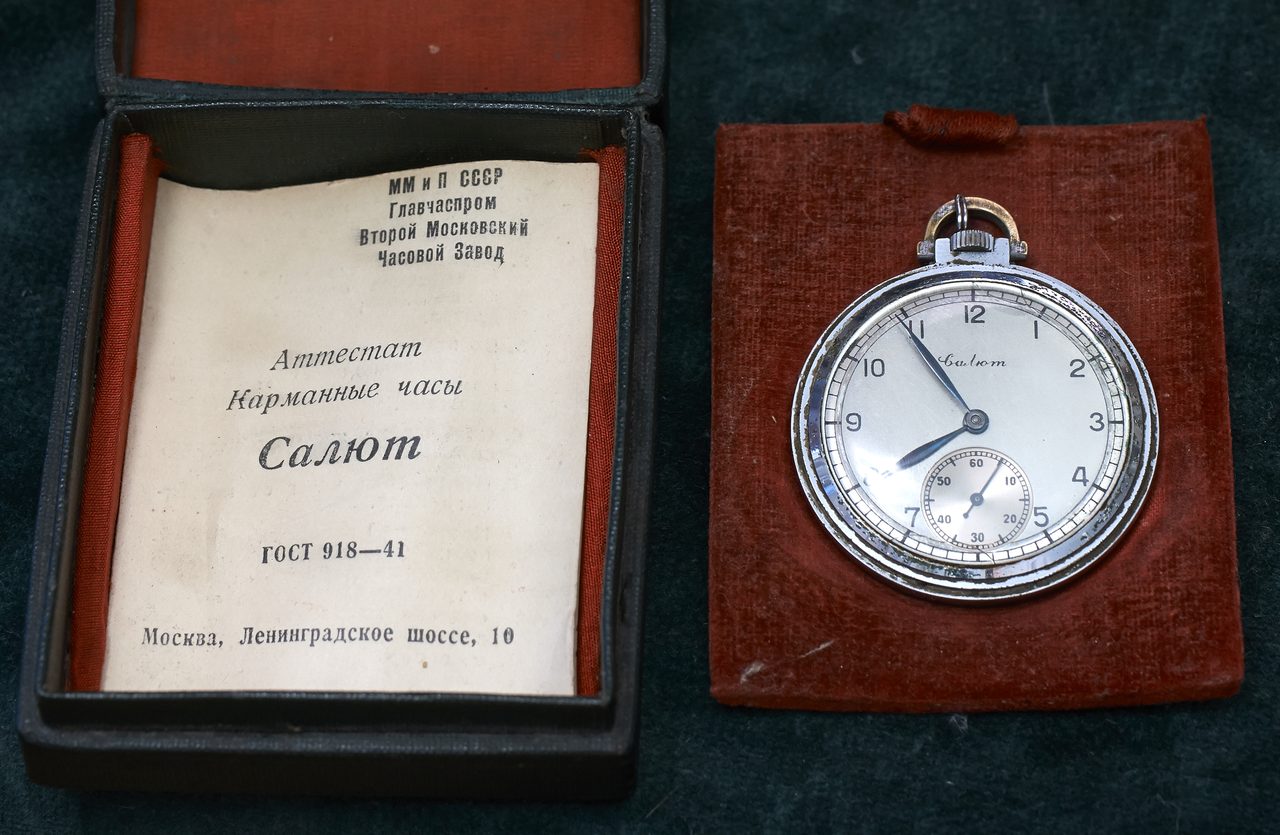 ММ и П СССР
Главчаспром
Второй Московский
Часовой Завод
Аттестат
Карманные часы
Салют
ГОСТ 918—41
Москва, Ленинградское шоссе, 10
12
1
2
3
4
5
7
9
10
11
Салют
60
10
20
30
40
50